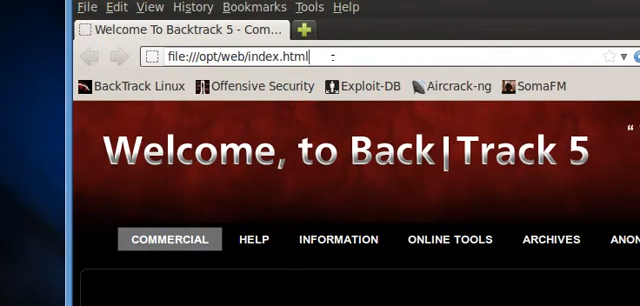 File Edit View History Bookmarks Tools Help
Welcome To Backtrack 5 - Com...
file:///opt/web/index.html
BackTrack Linux Offensive Security Exploit-DB Aircrack-ng SomaFM
“
Welcome, to Back|Track 5
COMMERCIAL HELP INFORMATION ONLINE TOOLS ARCHIVES ANON